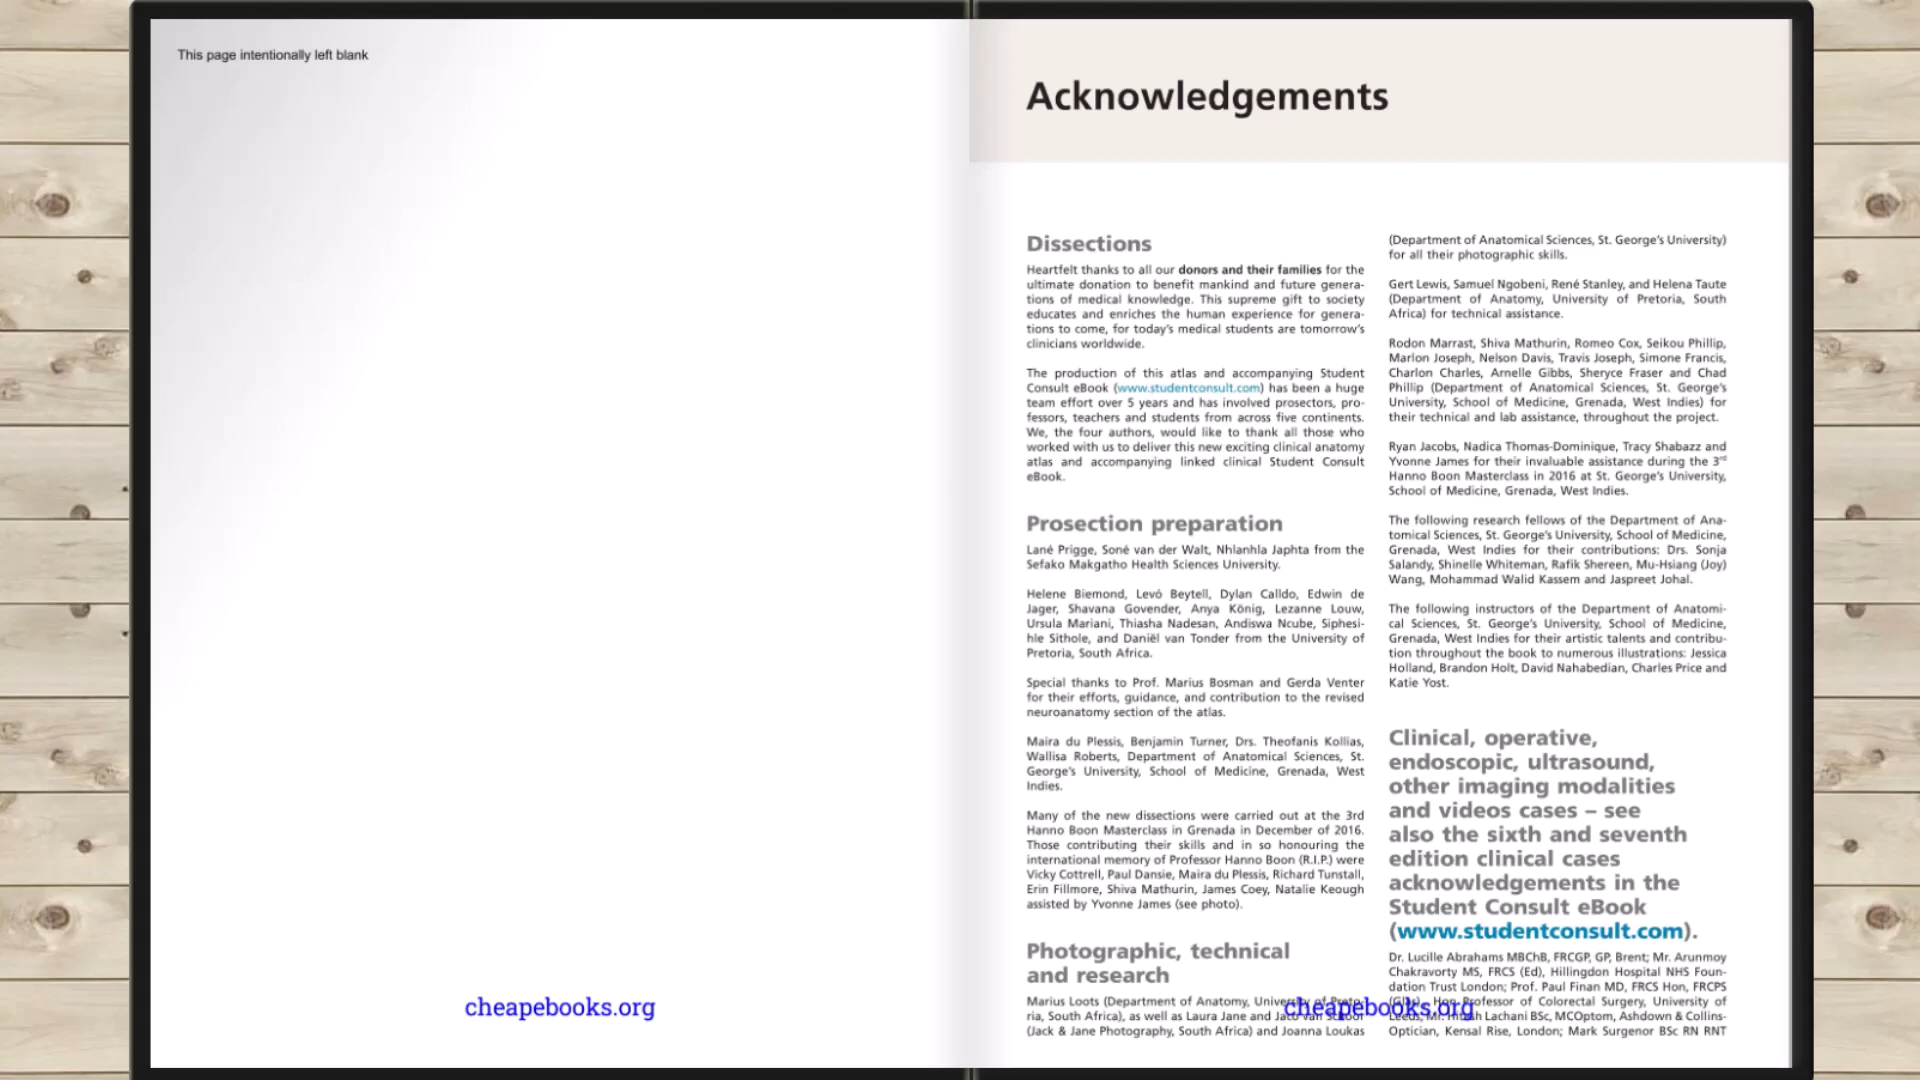 This page intentionally left blank
Acknowledgements
Dissections
Heartfelt thanks to all our donors and their families for the
ultimate donation to benefit mankind and future genera-
tions of medical knowledge. This supreme gift to society
educates and enriches the human experience for genera-
tions to come, for today's medical students are tomorrow's
clinicians worldwide.
The production of this atlas and accompanying Student
Consult eBook (www.studentconsult.com) has been a huge
team effort over 5 years and has involved prosectors, pro-
fessors, teachers and students from across five continents.
We, the four authors, would like to thank all those who
worked with us to deliver this new exciting clinical anatomy
atlas and accompanying linked clinical Student Consult
eBook.
Prosection preparation
Lané Prigge, Soné van der Walt, Nhlanhla Japhta from the
Sefako Makgatho Health Sciences University.
Helene Biemond, Levó Beytell, Dylan Calldo, Edwin de
Jager, Shavana Govender, Anya König, Lezanne Louw,
Ursula Mariani, Thiasha Nadesan, Andiswa Ncube, Siphesi-
hle Sithole, and Daniël van Tonder from the University of
Pretoria, South Africa.
Special thanks to Prof. Marius Bosman and Gerda Venter
for their efforts, guidance, and contribution to the revised
neuroanatomy section of the atlas.
Maira du Plessis, Benjamin Turner, Drs. Theofanis Kollias,
Wallisa Roberts, Department of Anatomical Sciences, St.
George's University, School of Medicine, Grenada, West
Indies.
Many of the new dissections were carried out at the 3rd
Hanno Boon Masterclass in Grenada in December of 2016.
Those contributing their skills and in so honouring the
international memory of Professor Hanno Boon (R.I.P.) were
Vicky Cottrell, Paul Dansie, Maira du Plessis, Richard Tunstall,
Erin Fillmore, Shiva Mathurin, James Coey, Natalie Keough
assisted by Yvonne James (see photo).
Photographic, technical
and research
Marius Loots (Department of Anatomy, University of Preto-
ria, South Africa), as well as Laura Jane and van
(Jack & Jane Photography, South Africa) and Joanna Loukas
(Department of Anatomical Sciences, St. George's University)
for all their photographic skills.
Gert Lewis, Samuel Ngobeni, René Stanley, and Helena Taute
(Department of Anatomy, University of Pretoria, South
Africa) for technical assistance.
Rodon Marrast, Shiva Mathurin, Romeo Cox, Seikou Phillip,
Marlon Joseph, Nelson Davis, Travis Joseph, Simone Francis,
Charlon Charles, Arnelle Gibbs, Sheryce Fraser and Chad
Phillip (Department of Anatomical Sciences, St. George's
University, School of Medicine, Grenada, West Indies) for
their technical and lab assistance, throughout the project.
Ryan Jacobs, Nadica Thomas-Dominique, Tracy Shabazz and
Yvonne James for their invaluable assistance during the 3rd
Hanno Boon Masterclass in 2016 at St. George's University,
School of Medicine, Grenada, West Indies.
The following research fellows of the Department of Ana-
tomical Sciences, St. George's University, School of Medicine,
Grenada, West Indies for their contributions: Drs. Sonja
Salandy, Shinelle Whiteman, Rafik Shereen, Mu-Hsiang (Joy)
Wang, Mohammad Walid Kassem and Jaspreet Johal.
The following instructors of the Department of Anatomi-
cal Sciences, St. George's University, School of Medicine,
Grenada, West Indies for their artistic talents and contribu-
tion throughout the book to numerous illustrations: Jessica
Holland, Brandon Holt, David Nahabedian, Charles Price and
Katie Yost.
Clinical, operative,
endoscopic, ultrasound,
other imaging modalities
and videos cases – see
also the sixth and seventh
edition clinical cases
acknowledgements in the
Student Consult eBook
(www.studentconsult.com).
Dr. Lucille Abrahams MBChB, FRCGP, GP, Brent; Mr. Arunmoy
Chakravorty MS, FRCS (Ed), Hillingdon Hospital NHS Foun-
dation Trust London; Prof. Paul Finan MD, FRCS Hon, FRCPS
(Glas), Hon Professor of Colorectal Surgery, University of
Leeds; Mr. Lachani BSc, MCOptom, Ashdown & Collins-
Optician, Kensal Rise, London; Mark Surgenor BSc RN RNT
cheapebooks.org
cheapebooks.org